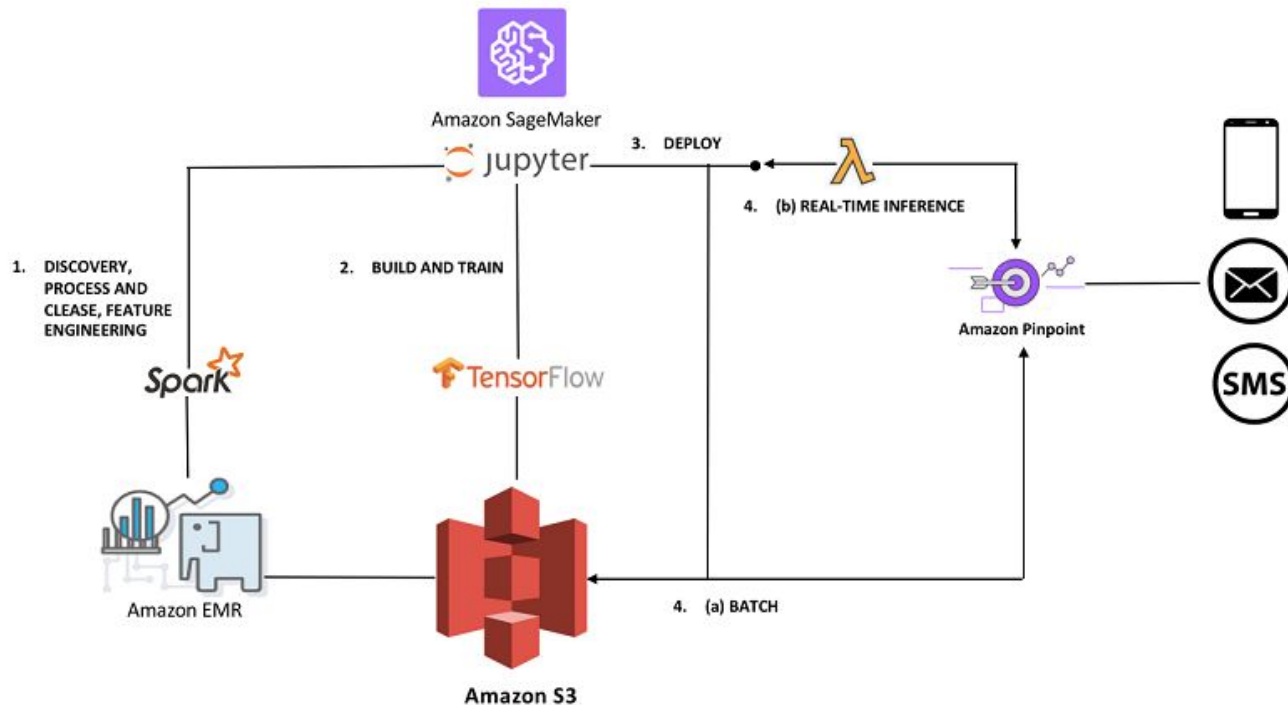 Amazon SageMaker
jupyter
3. DEPLOY
λ
4. (b) REAL-TIME INFERENCE
1. DISCOVERY,
PROCESS AND
CLEASE, FEATURE
ENGINEERING
2. BUILD AND TRAIN
Amazon Pinpoint
Spark
TensorFlow
SMS
Amazon EMR
4. (a) BATCH
Amazon S3